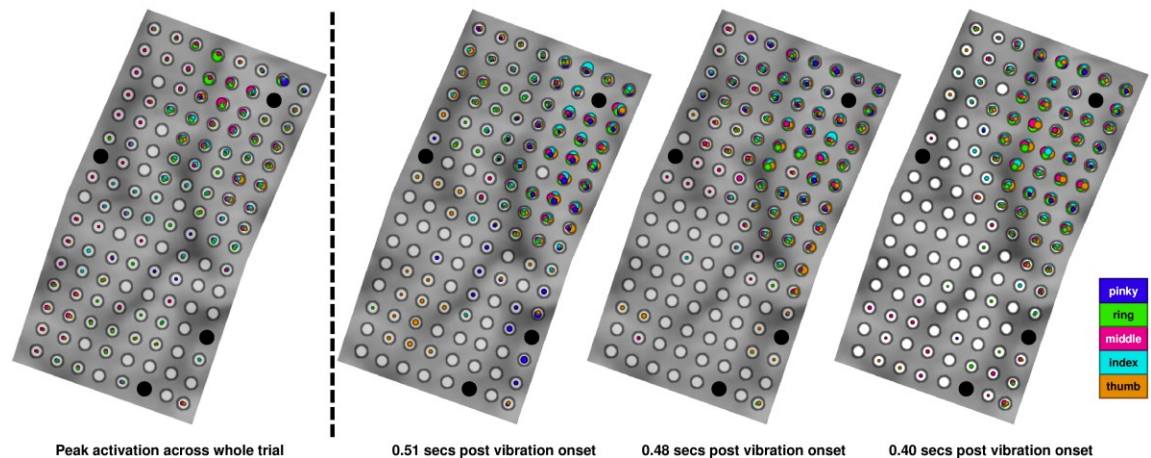 pinky
ring
middle
index
thumb
Peak activation across whole trial
0.51 secs post vibration onset
0.48 secs post vibration onset
0.40 secs post vibration onset